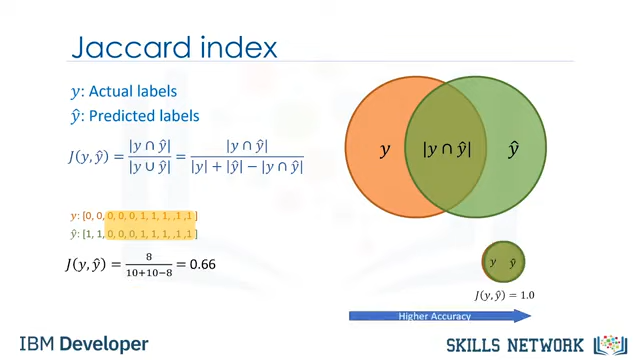 Jaccard index
y: Actual labels
ŷ: Predicted labels
J(y, ŷ) = |y ∩ ŷ| / |y ∪ ŷ| = |y ∩ ŷ| / (|y| + |ŷ| − |y ∩ ŷ|)
y: [0, 0, 0, 0, 0, 1, 1, 1, ,1 ,1 ]
ŷ: [1, 1, 0, 0, 0, 1, 1, 1, ,1 ,1 ]
J(y, ŷ) = 8 / (10+10−8) = 0.66
y |y ∩ ŷ| ŷ
y ŷ
J(y, ŷ) = 1.0
Higher Accuracy
IBM Developer
SKILLS NETWORK